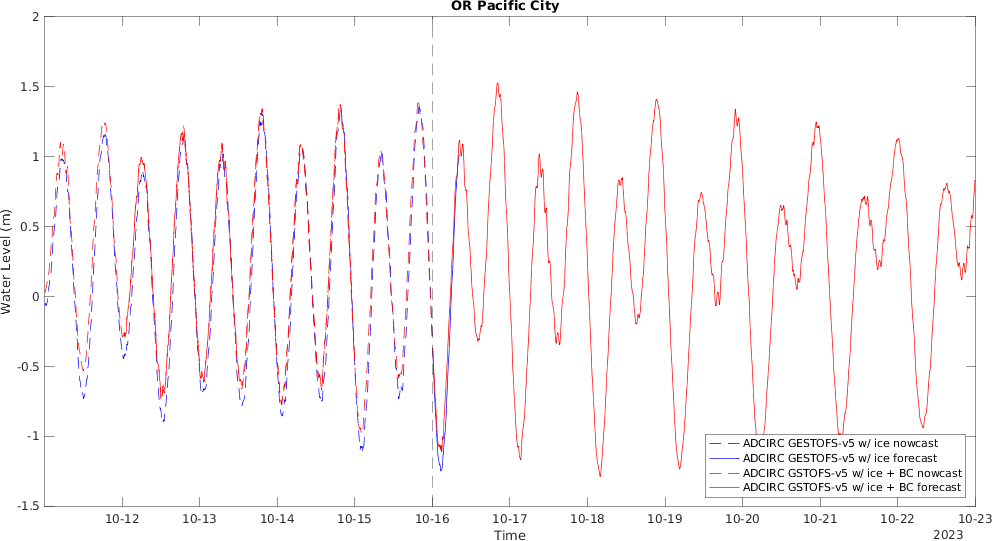 OR Pacific City
2
1.5
1
0.5
0
-0.5
-1
-1.5
Water Level (m)
10-12 10-13 10-14 10-15 10-16 10-17 10-18 10-19 10-20 10-21 10-22 10-23
2023
Time
ADCIRC GESTOFS-v5 w/ ice nowcast
ADCIRC GESTOFS-v5 w/ ice forecast
ADCIRC GSTOFS-v5 w/ ice + BC nowcast
ADCIRC GSTOFS-v5 w/ ice + BC forecast